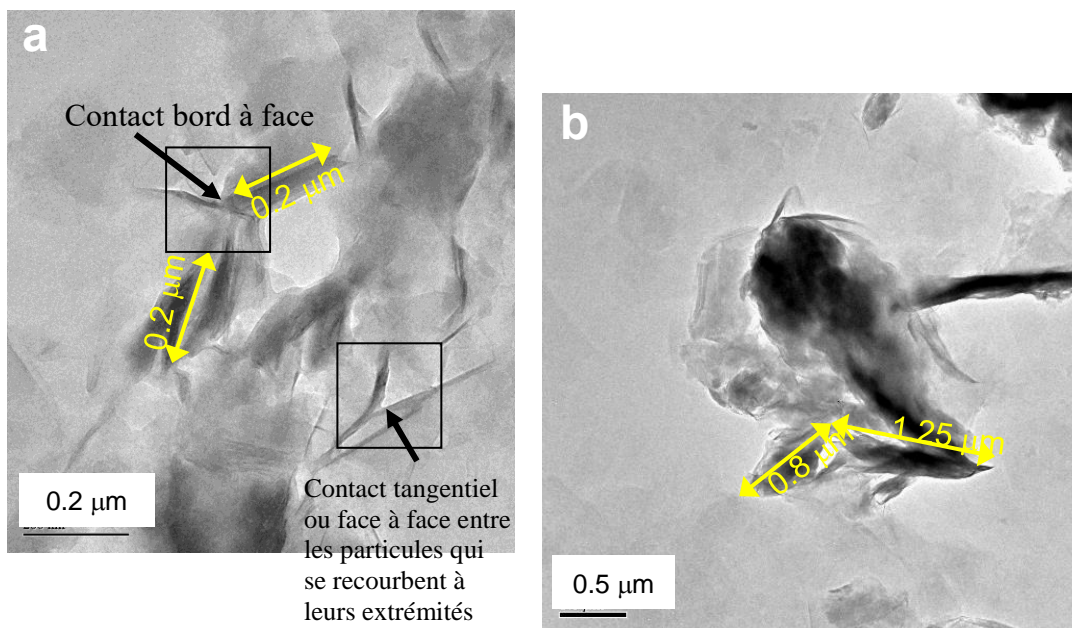 a
Contact bord à face
0.2 μm
0.2 μm
0.2 μm
Contact tangentiel
ou face à face entre
les particules qui
se recourbent à
leurs extrémités
b
1.25 μm
0.8 μm
0.5 μm